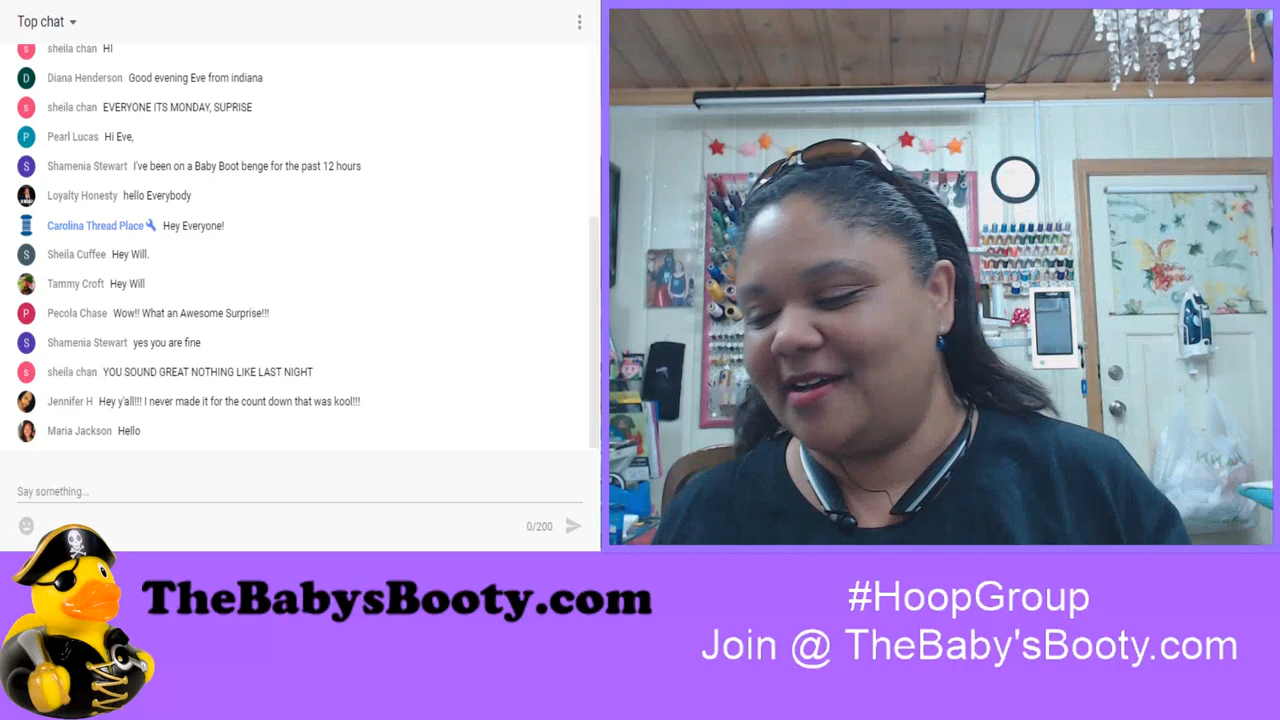 Top chat
sheila chan HI
Diana Henderson Good evening Eve from indiana
sheila chan EVERYONE ITS MONDAY, SUPRISE
Pearl Lucas Hi Eve,
Shamenia Stewart I've been on a Baby Boot benge for the past 12 hours
Loyalty Honesty hello Everybody
Carolina Thread Place Hey Everyone!
Sheila Cuffee Hey Will.
Tammy Croft Hey Will
Pecola Chase Wow!! What an Awesome Surprise!!!
Shamenia Stewart yes you are fine
sheila chan YOU SOUND GREAT NOTHING LIKE LAST NIGHT
Jennifer H Hey y'all!!! I never made it for the count down that was kool!!!
Maria Jackson Hello
Say something...
0/200
TheBabysBooty.com
#HoopGroup
Join @ TheBaby'sBooty.com